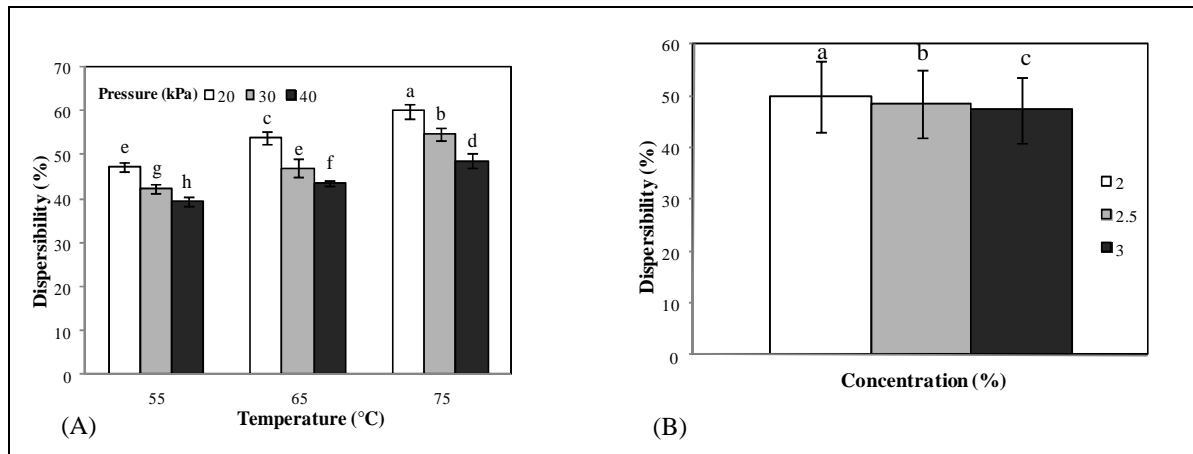 Pressure (kPa) 20 30 40
Dispersibility (%)
70
60
50
40
30
20
10
0
e g h c e f a b d
55 65 75
Temperature (°C)
(A)
Dispersibility (%)
60
50
40
30
20
10
0
a b c
2
2.5
3
Concentration (%)
(B)